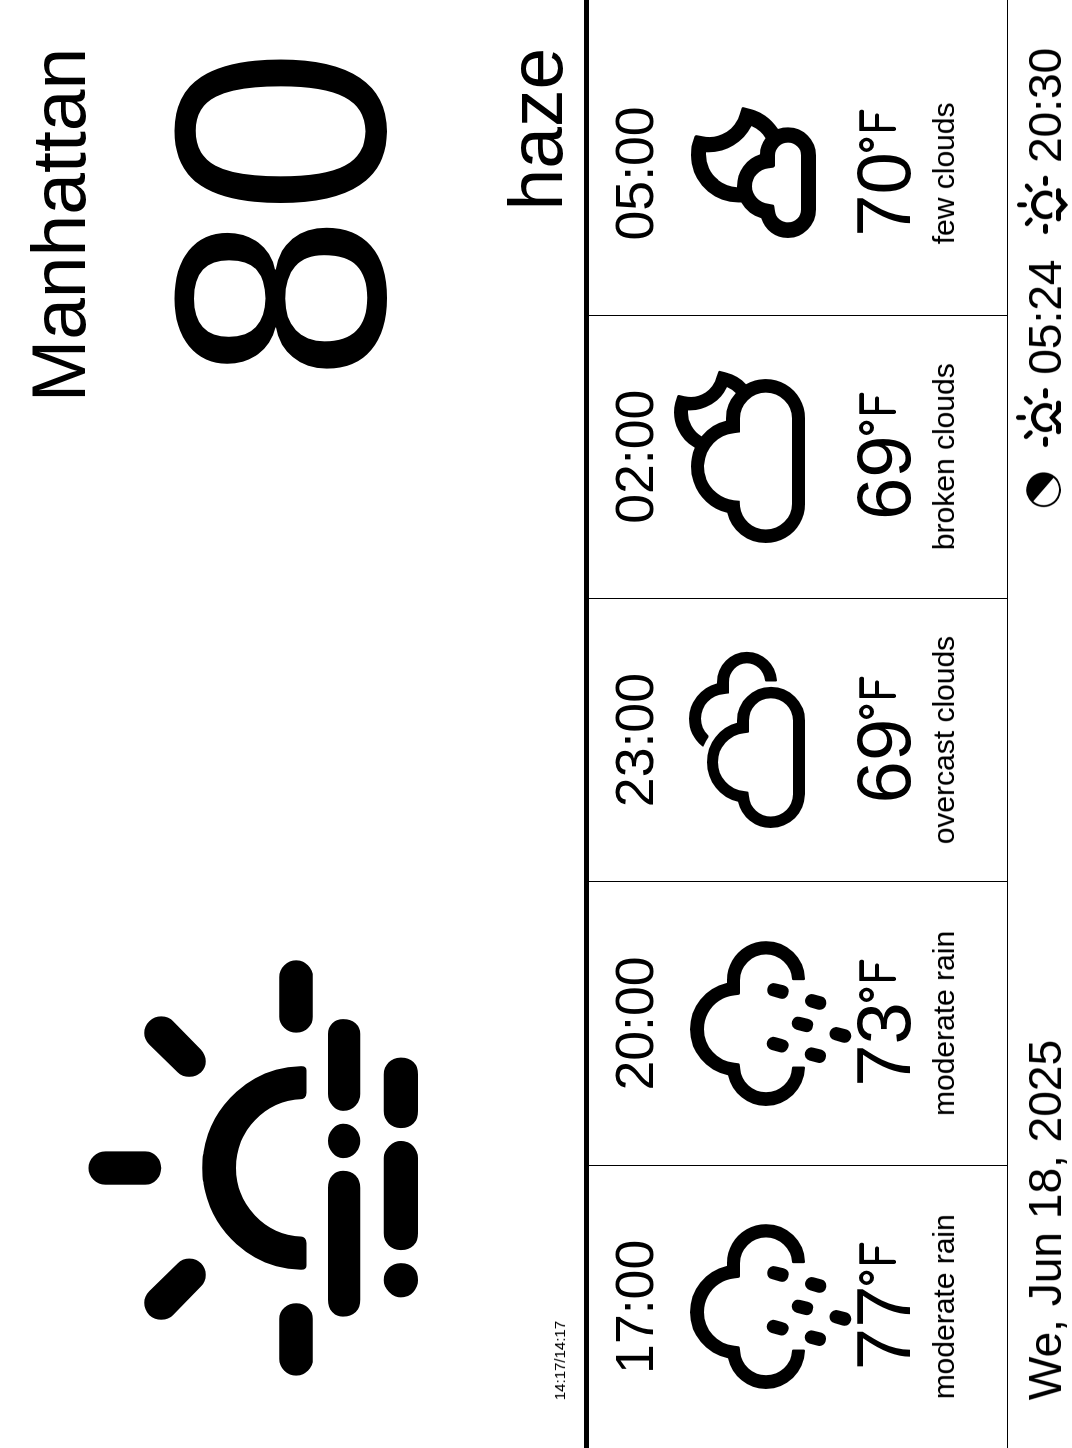 Manhattan
80
haze
14:17/14:17
17:00 20:00 23:00 02:00 05:00
77°F 73°F 69°F 69°F 70°F
moderate rain moderate rain overcast clouds broken clouds few clouds
We, Jun 18, 2025 05:24 20:30